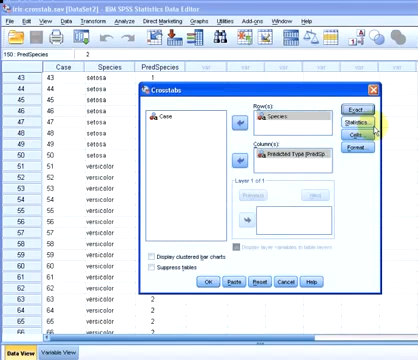 iris-crosstab.sav [DataSet2] - IBM SPSS Statistics Data Editor
File Edit View Data Transform Analyze Direct Marketing Graphs Utilities Add-ons Window Help
150 : PredSpecies 2
Case Species PredSpecies var var var var var
43 43 setosa 1
44 44 setosa
45 45 setosa
46 46 setosa
47 47 setosa
48 48 setosa
49 49 setosa
50 50 setosa
51 51 versicolor
52 52 versicolor
53 53 versicolor
54 54 versicolor
55 55 versicolor
56 56 versicolor
57 57 versicolor
58 58 versicolor
59 59 versicolor
60 60 versicolor
61 61 versicolor
62 62 versicolor
63 63 versicolor 2
64 64 versicolor 2
65 65 versicolor 2
66 66 versicolor 2
Data View Variable View
Crosstabs
Case
Row(s):
Species
Column(s):
Predicted Type [PredSp...
Exact...
Statistics...
Cells...
Format...
Layer 1 of 1
Previous Next
Display layer variables in table layers
Display clustered bar charts
Suppress tables
OK Paste Reset Cancel Help